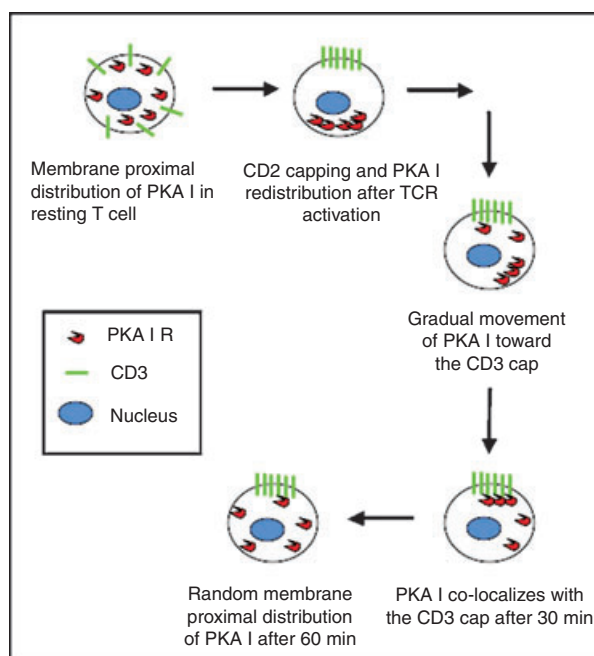 Membrane proximal
distribution of PKA I in
resting T cell
CD2 capping and PKA I
redistribution after TCR
activation
Gradual movement
of PKA I toward
the CD3 cap
PKA I R
CD3
Nucleus
Random membrane
proximal distribution
of PKA I after 60 min
PKA I co-localizes with
the CD3 cap after 30 min